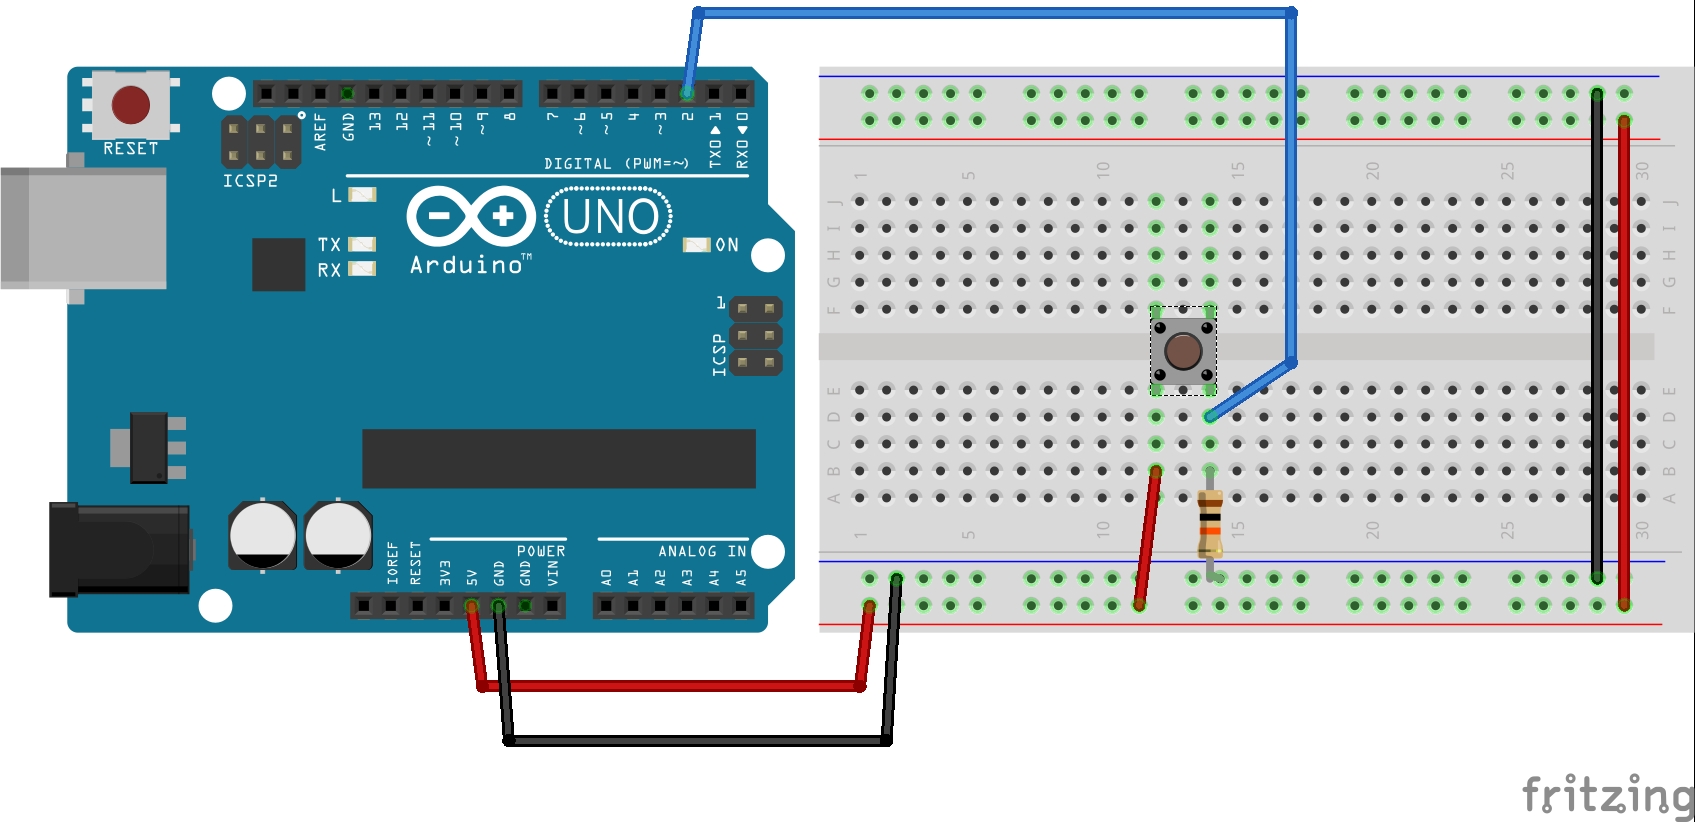 RESET
ICSP2
AREF
GND
13
12
~11
~10
~9
8
7
~6
~5
4
~3
2
TX0▶1
RX0◀0
DIGITAL (PWM=~)
L
TX
RX
UNO
Arduino™
ON
1
ICSP
IOREF
RESET
3V3
5V
GND
GND
VIN
POWER
ANALOG IN
A0
A1
A2
A3
A4
A5
1 5 10 15 20 25 30
J J
I I
H H
G G
F F
E E
D D
C C
B B
A A
1 5 10 15 20 25 30
fritzing